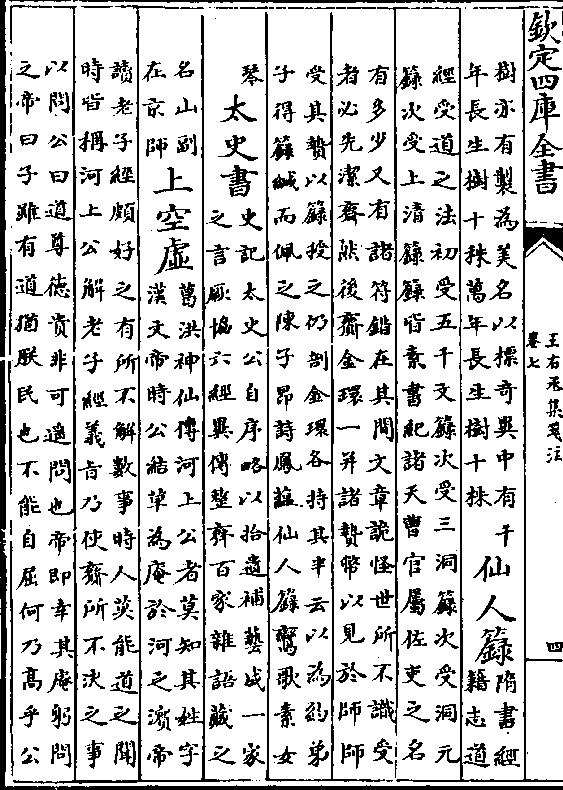 欽定四庫全書
王右丞集箋注
卷七
四
樹亦有製為美名以標奇異中有千
年長生樹十株萬年長生樹十株
仙人籙
隋書經
籍志道
經受道之法初受五千文籙次受三洞籙次受洞元
籙次受上清籙籙皆素書紀諸天曹官屬佐吏之名
有多少又有諸符錯在其間文章詭怪世所不識受
者必先潔齋然後齎金環一并諸贄幣以見於師師
受其贄以籙授之仍剖金環各持其半云以為約弟
子得籙緘而佩之陳子昂詩鳳蘊仙人籙鸞歌素女
琴
太史書
史記太史公自序略以拾遺補藝成一家
之言厥協六經異傳整齊百家雜語藏之
名山副
在京師
上空虛
葛洪神仙傳河上公者莫知其姓字
漢文帝時公結草為庵於河之濱帝
讀老子經頗好之有所不解數事時人莫能道之聞
時皆稱河上公解老子經義旨乃使齎所不決之事
以問公曰道尊德貴非可遙問也帝即幸其庵躬問
之帝曰子雖有道猶朕民也不能自屈何乃高乎公